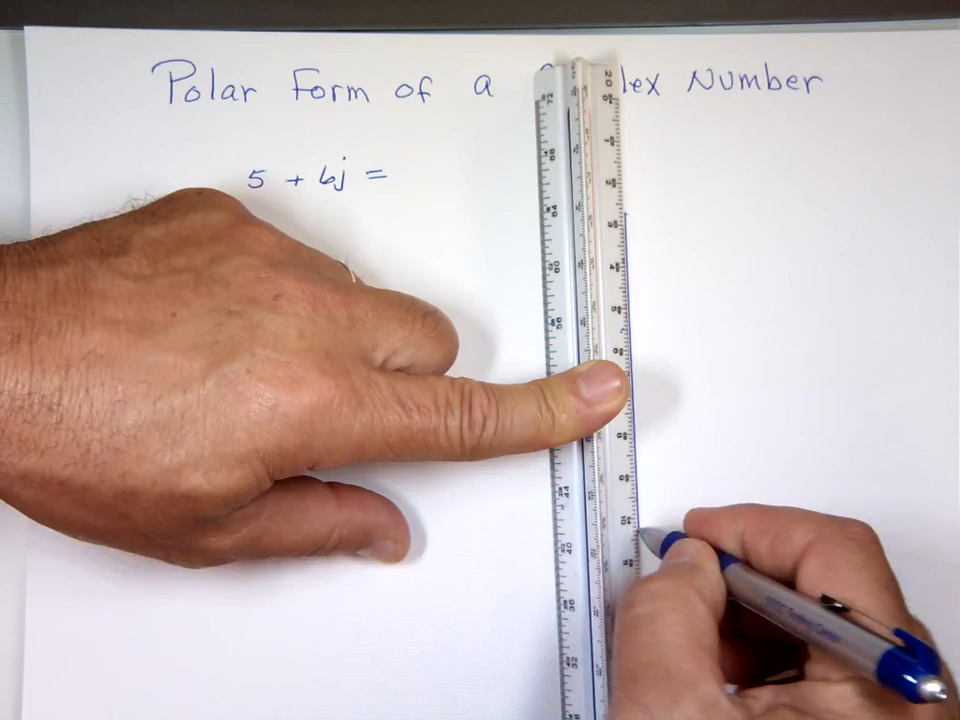 Polar Form of a lex Number
5 + 6j =